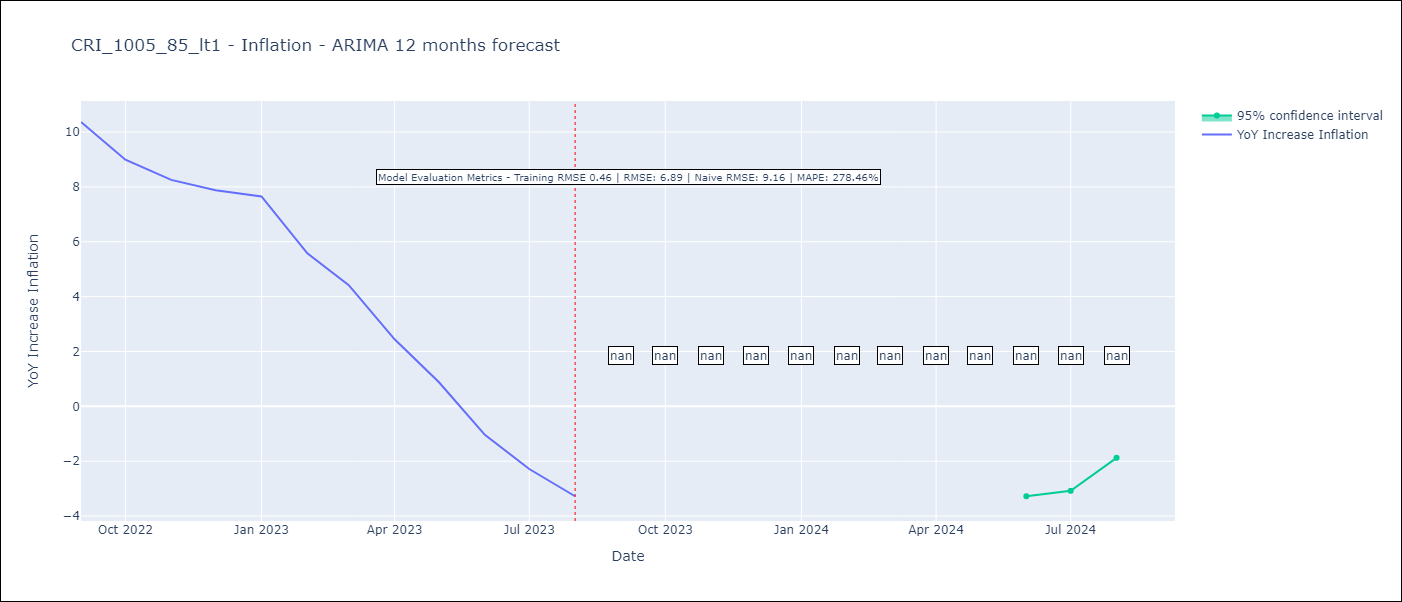 CRI_1005_85_lt1 - Inflation - ARIMA 12 months forecast
95% confidence interval
YoY Increase Inflation
Model Evaluation Metrics - Training RMSE 0.46 | RMSE: 6.89 | Naive RMSE: 9.16 | MAPE: 278.46%
YoY Increase Inflation
10
8
6
4
2
0
−2
−4
nan nan nan nan nan nan nan nan nan nan nan nan
Oct 2022 Jan 2023 Apr 2023 Jul 2023 Oct 2023 Jan 2024 Apr 2024 Jul 2024
Date